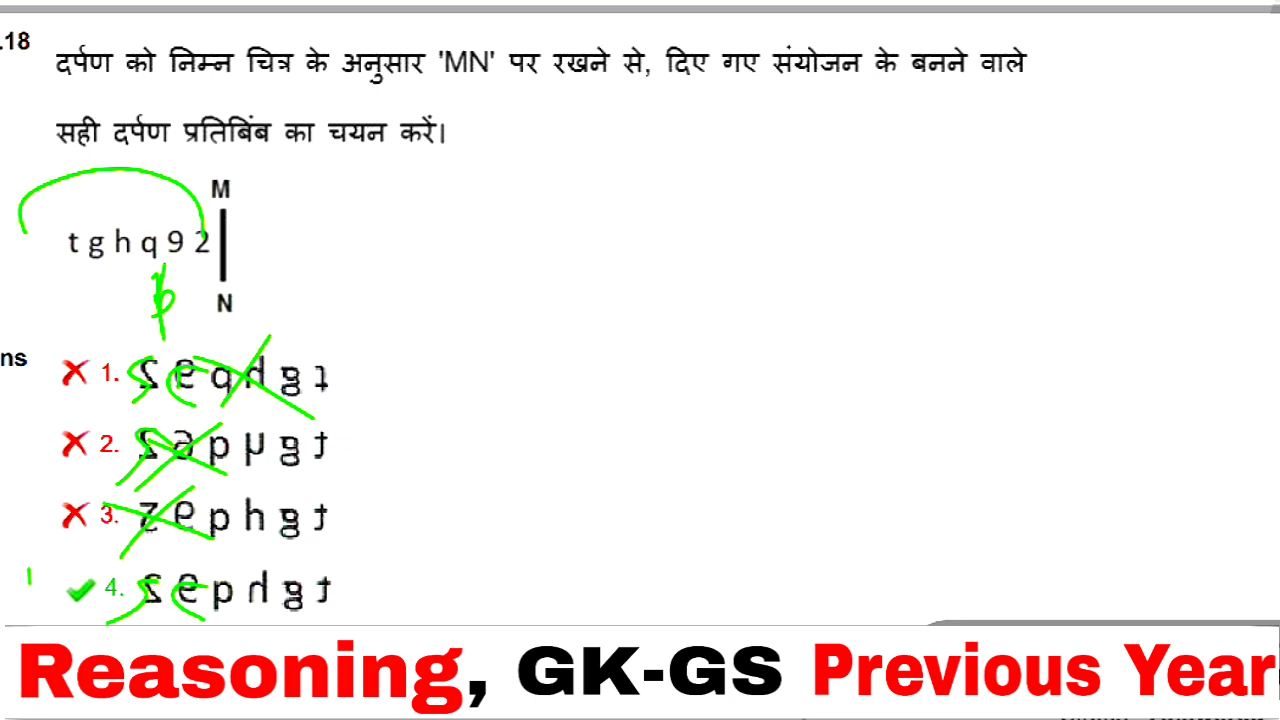 .18
दर्पण को निम्न चित्र के अनुसार 'MN' पर रखने से, दिए गए संयोजन के बनने वाले
सही दर्पण प्रतिबिंब का चयन करें।
M
t g h q 9 2
N
ns
1.
2.
3.
4.
Reasoning, GK-GS Previous Year